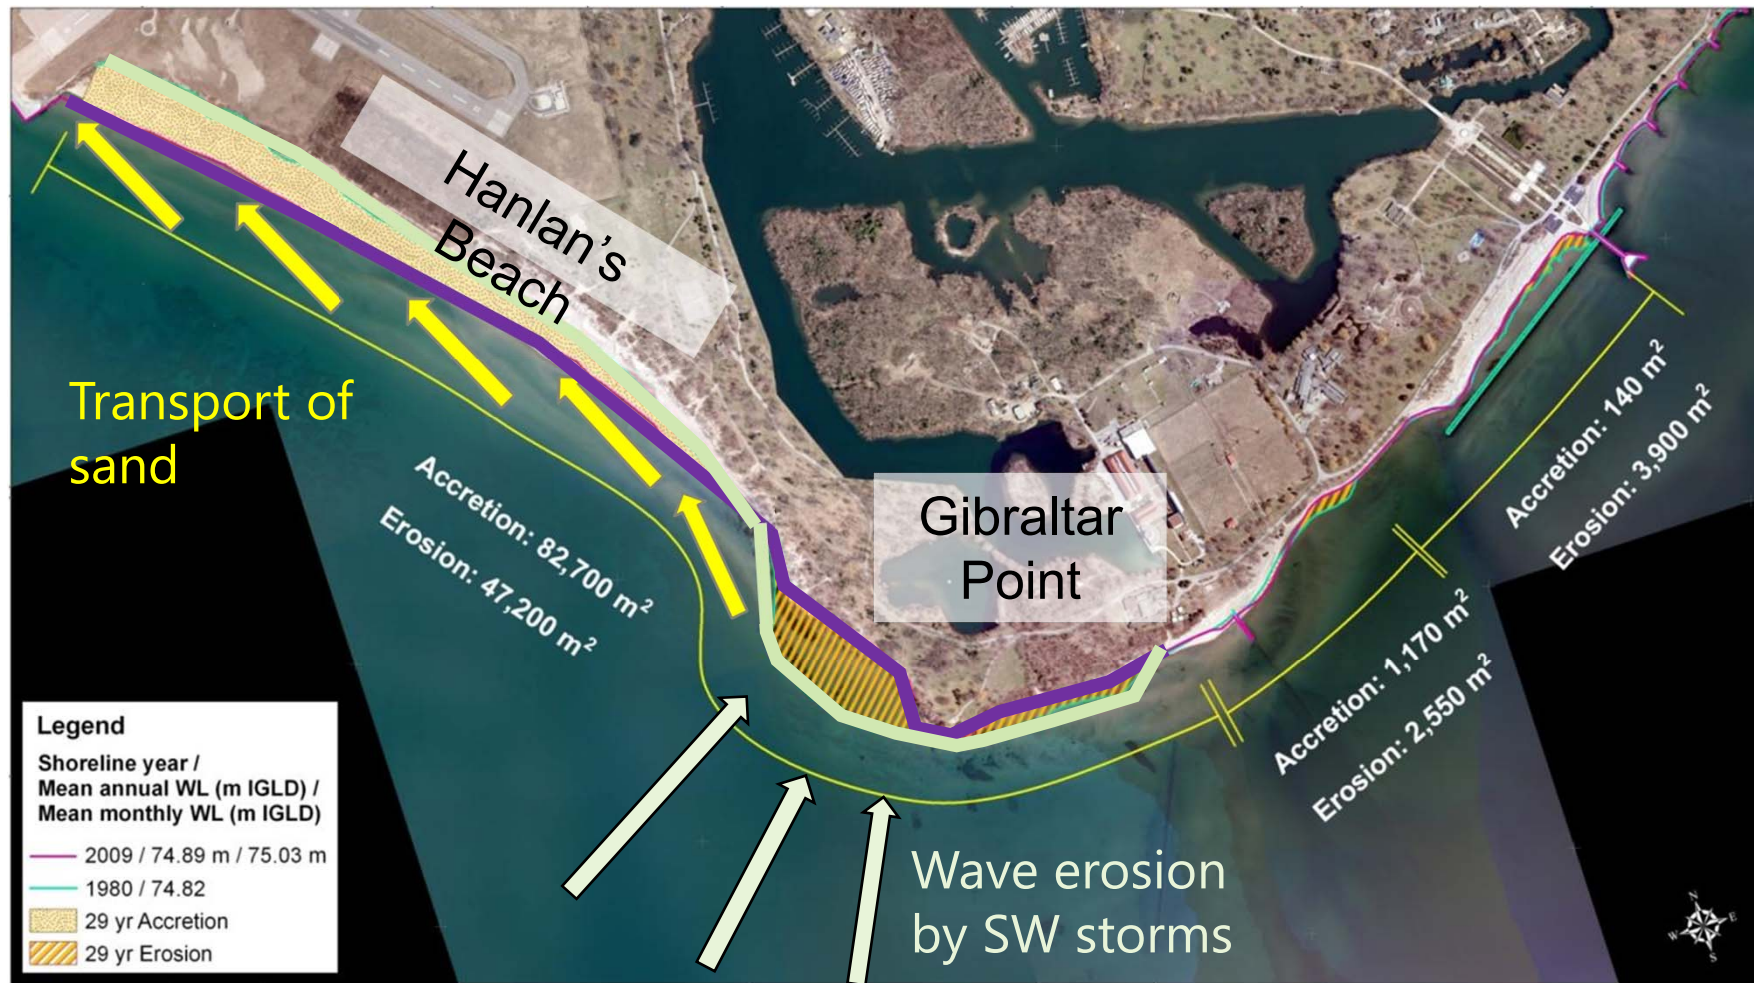 Hanlan's
Beach
Transport of
sand
Accretion: 82,700 m²
Erosion: 47,200 m²
Gibraltar
Point
Accretion: 140 m²
Erosion: 3,900 m²
Accretion: 1,170 m²
Erosion: 2,550 m²
Wave erosion
by SW storms
Legend
Shoreline year /
Mean annual WL (m IGLD) /
Mean monthly WL (m IGLD)
2009 / 74.89 m / 75.03 m
1980 / 74.82
29 yr Accretion
29 yr Erosion
N
W E
S